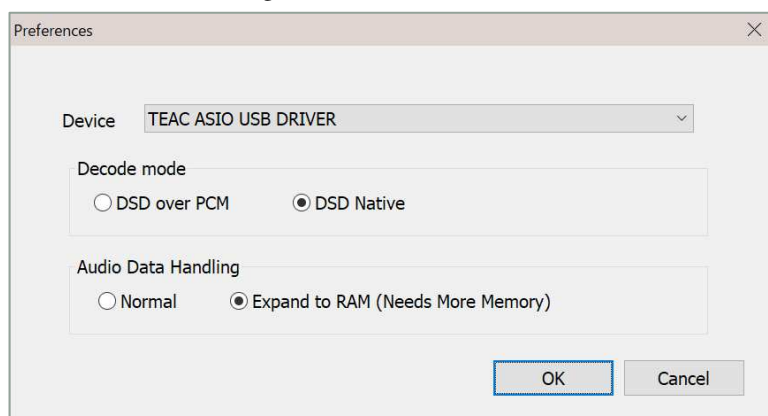 Preferences
Device TEAC ASIO USB DRIVER
Decode mode
DSD over PCM DSD Native
Audio Data Handling
Normal Expand to RAM (Needs More Memory)
OK Cancel